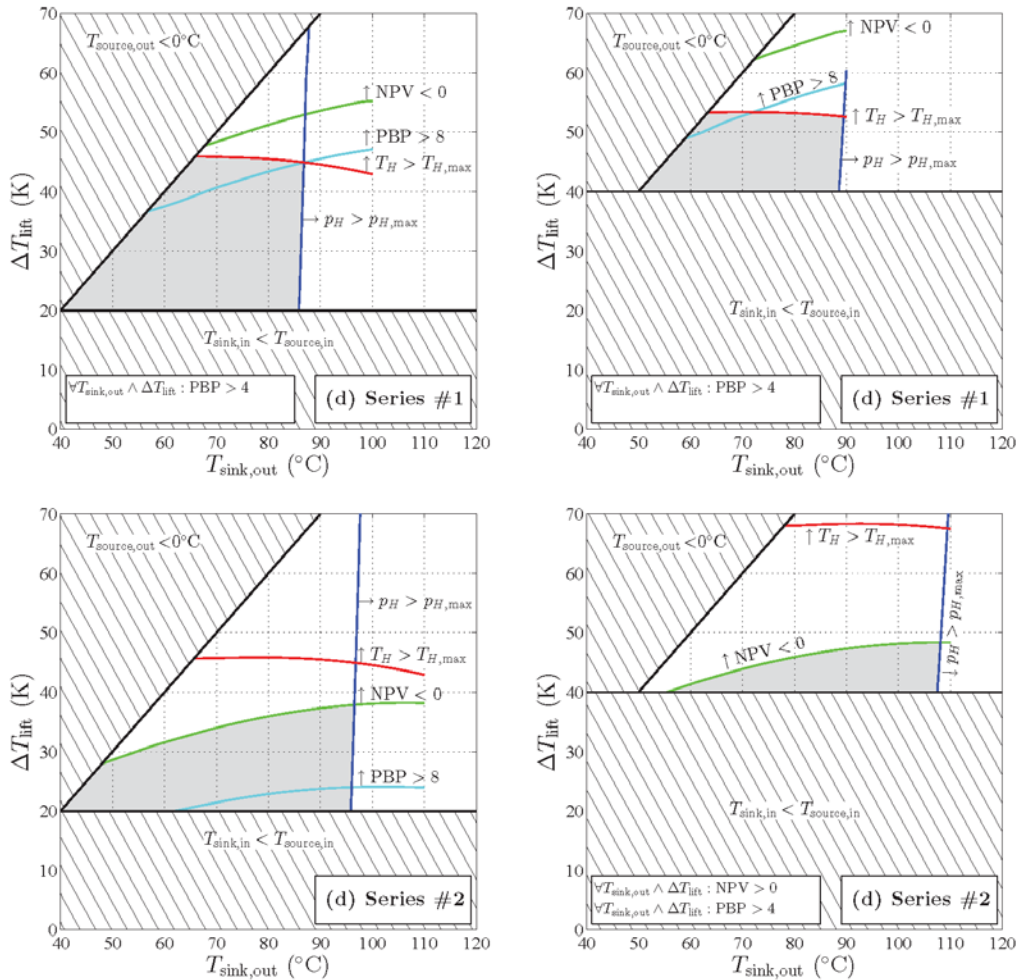 70
60
50
40
30
20
10
0
ΔT_lift (K)
T_source,out <0°C
↑ NPV < 0
↑ PBP > 8
↑ T_H > T_H,max
→ p_H > p_H,max
T_sink,in < T_source,in
∀T_sink,out ∧ ΔT_lift : PBP > 4
(d) Series #1
40 50 60 70 80 90 100 110 120
T_sink,out (°C)
70
60
50
40
30
20
10
0
ΔT_lift (K)
T_source,out <0°C
↑ NPV < 0
↑ PBP > 8
↑ T_H > T_H,max
→ p_H > p_H,max
T_sink,in < T_source,in
∀T_sink,out ∧ ΔT_lift : PBP > 4
(d) Series #1
40 50 60 70 80 90 100 110 120
T_sink,out (°C)
70
60
50
40
30
20
10
0
ΔT_lift (K)
T_source,out <0°C
→ p_H > p_H,max
↑ T_H > T_H,max
↑ NPV < 0
↑ PBP > 8
T_sink,in < T_source,in
(d) Series #2
40 50 60 70 80 90 100 110 120
T_sink,out (°C)
70
60
50
40
30
20
10
0
ΔT_lift (K)
T_source,out <0°C
↑ T_H > T_H,max
↑ NPV < 0
↑ p_H > p_H,max
T_sink,in < T_source,in
∀T_sink,out ∧ ΔT_lift : NPV > 0
∀T_sink,out ∧ ΔT_lift : PBP > 4
(d) Series #2
40 50 60 70 80 90 100 110 120
T_sink,out (°C)